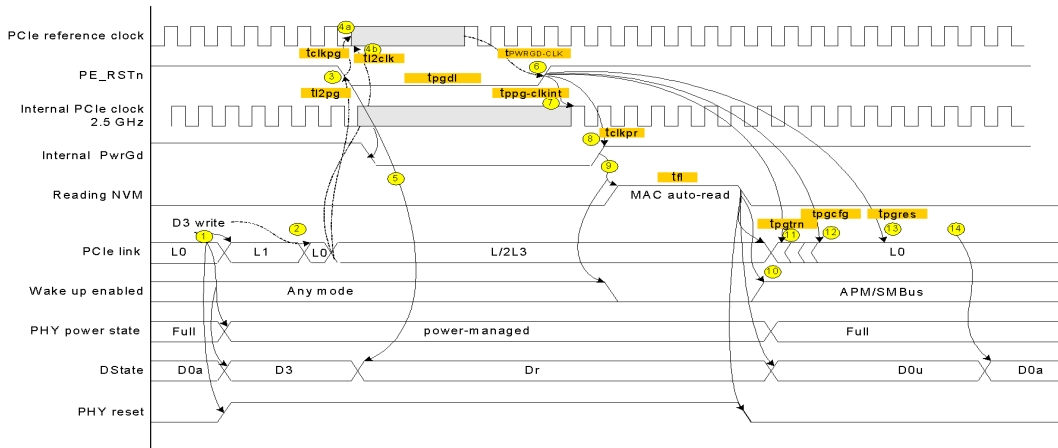 4a
PCIe reference clock
4b
tclkpg
tPWRGD-CLK
tl2clk
6
PE_RSTn
3
tpgdl
tl2pg
tppg-clkint
7
Internal PCIe clock
2.5 GHz
tclkpr
8
Internal PwrGd
9
5
tfl
Reading NVM
MAC auto-read
D3 write
tpgcfg
tpgres
tpgtrn
1
2
11
12
13
14
PCIe link
L0
L1
L0
L/2L3
L0
10
Wake up enabled
Any mode
APM/SMBus
PHY power state
Full
power-managed
Full
DState
D0a
D3
Dr
D0u
D0a
PHY reset